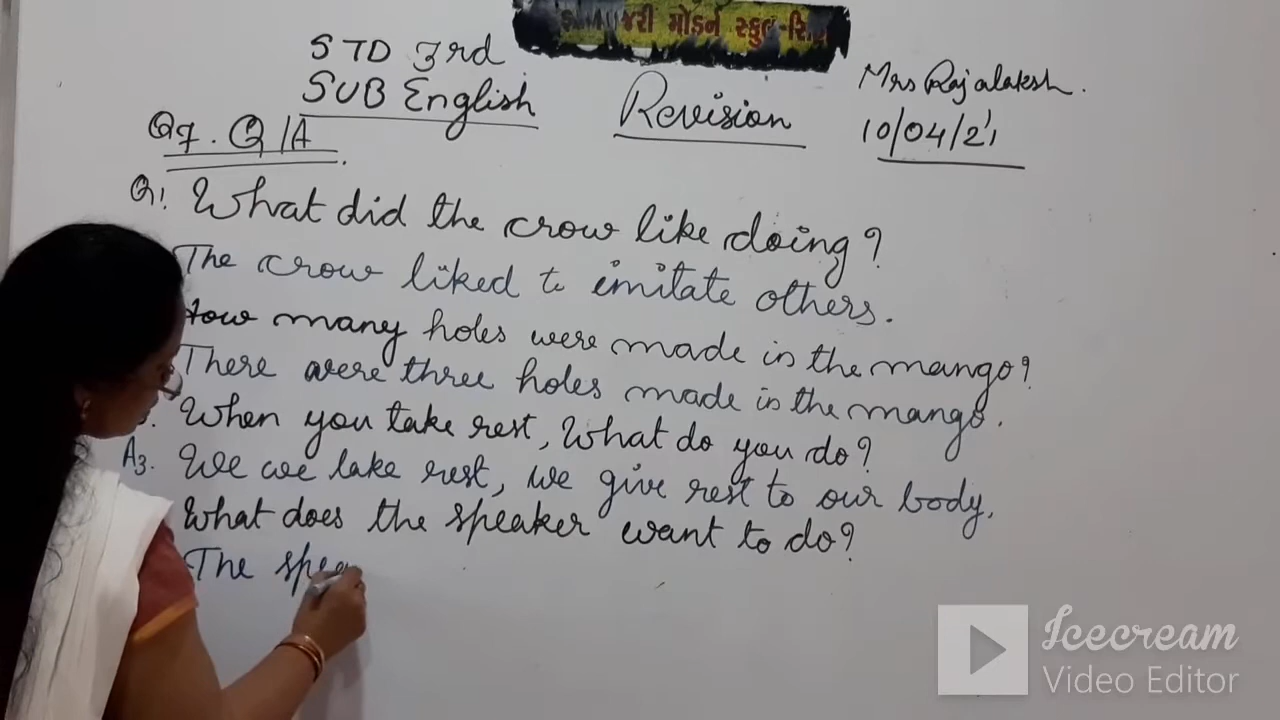 જરી મોડર્ન સ્કુલ-સિ
STD 3rd
SUB English
Revision
Mrs Rajalaksh.
10/04/21
Q7. Q/A
Q1. What did the crow like doing?
The crow liked to imitate others.
How many holes were made in the mango?
There were three holes made in the mango.
When you take rest, What do you do?
A3. We we take rest, we give rest to our body.
What does the speaker want to do?
The spea
Icecream
Video Editor